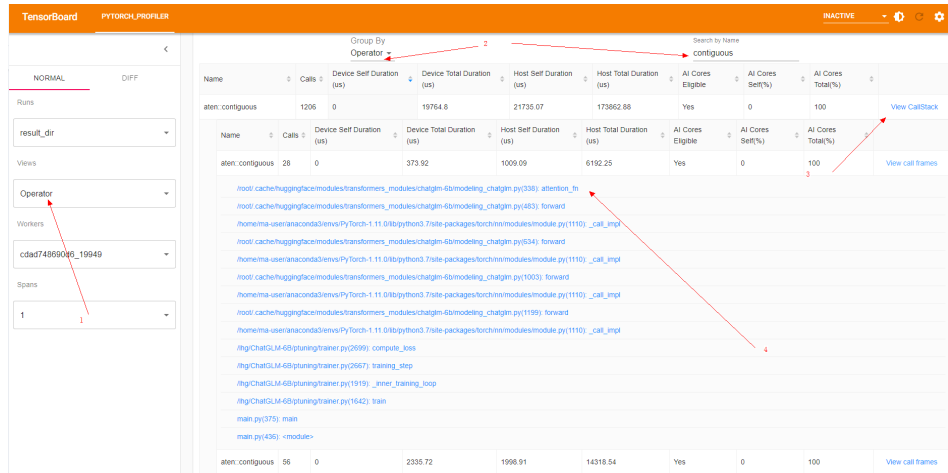 TensorBoard PYTORCH_PROFILER INACTIVE
Group By
Operator
2
Search by Name
contiguous
NORMAL DIFF
Runs
result_dir
Views
Operator
Workers
cdad748690d6_19949
Spans
1
1
Name Calls Device Self Duration (us) Device Total Duration (us) Host Self Duration (us) Host Total Duration (us) AI Cores Eligible AI Cores Self(%) AI Cores Total(%)
aten::contiguous 1206 0 19764.8 21735.07 173862.88 Yes 0 100 View CallStack
Name Calls Device Self Duration (us) Device Total Duration (us) Host Self Duration (us) Host Total Duration (us) AI Cores Eligible AI Cores Self(%) AI Cores Total(%)
aten::contiguous 28 0 373.92 1009.09 6192.25 Yes 0 100 View call frames
3
/root/.cache/huggingface/modules/transformers_modules/chatglm-6b/modeling_chatglm.py(338): attention_fn
/root/.cache/huggingface/modules/transformers_modules/chatglm-6b/modeling_chatglm.py(483): forward
/home/ma-user/anaconda3/envs/PyTorch-1.11.0/lib/python3.7/site-packages/torch/nn/modules/module.py(1110): _call_impl
/root/.cache/huggingface/modules/transformers_modules/chatglm-6b/modeling_chatglm.py(634): forward
/home/ma-user/anaconda3/envs/PyTorch-1.11.0/lib/python3.7/site-packages/torch/nn/modules/module.py(1110): _call_impl
/root/.cache/huggingface/modules/transformers_modules/chatglm-6b/modeling_chatglm.py(1003): forward
/home/ma-user/anaconda3/envs/PyTorch-1.11.0/lib/python3.7/site-packages/torch/nn/modules/module.py(1110): _call_impl
/root/.cache/huggingface/modules/transformers_modules/chatglm-6b/modeling_chatglm.py(1199): forward
/home/ma-user/anaconda3/envs/PyTorch-1.11.0/lib/python3.7/site-packages/torch/nn/modules/module.py(1110): _call_impl
/lhg/ChatGLM-6B/ptuning/trainer.py(2699): compute_loss
4
/lhg/ChatGLM-6B/ptuning/trainer.py(2667): training_step
/lhg/ChatGLM-6B/ptuning/trainer.py(1919): _inner_training_loop
/lhg/ChatGLM-6B/ptuning/trainer.py(1642): train
main.py(375): main
main.py(436): <module>
aten::contiguous 56 0 2335.72 1998.91 14318.54 Yes 0 100 View call frames